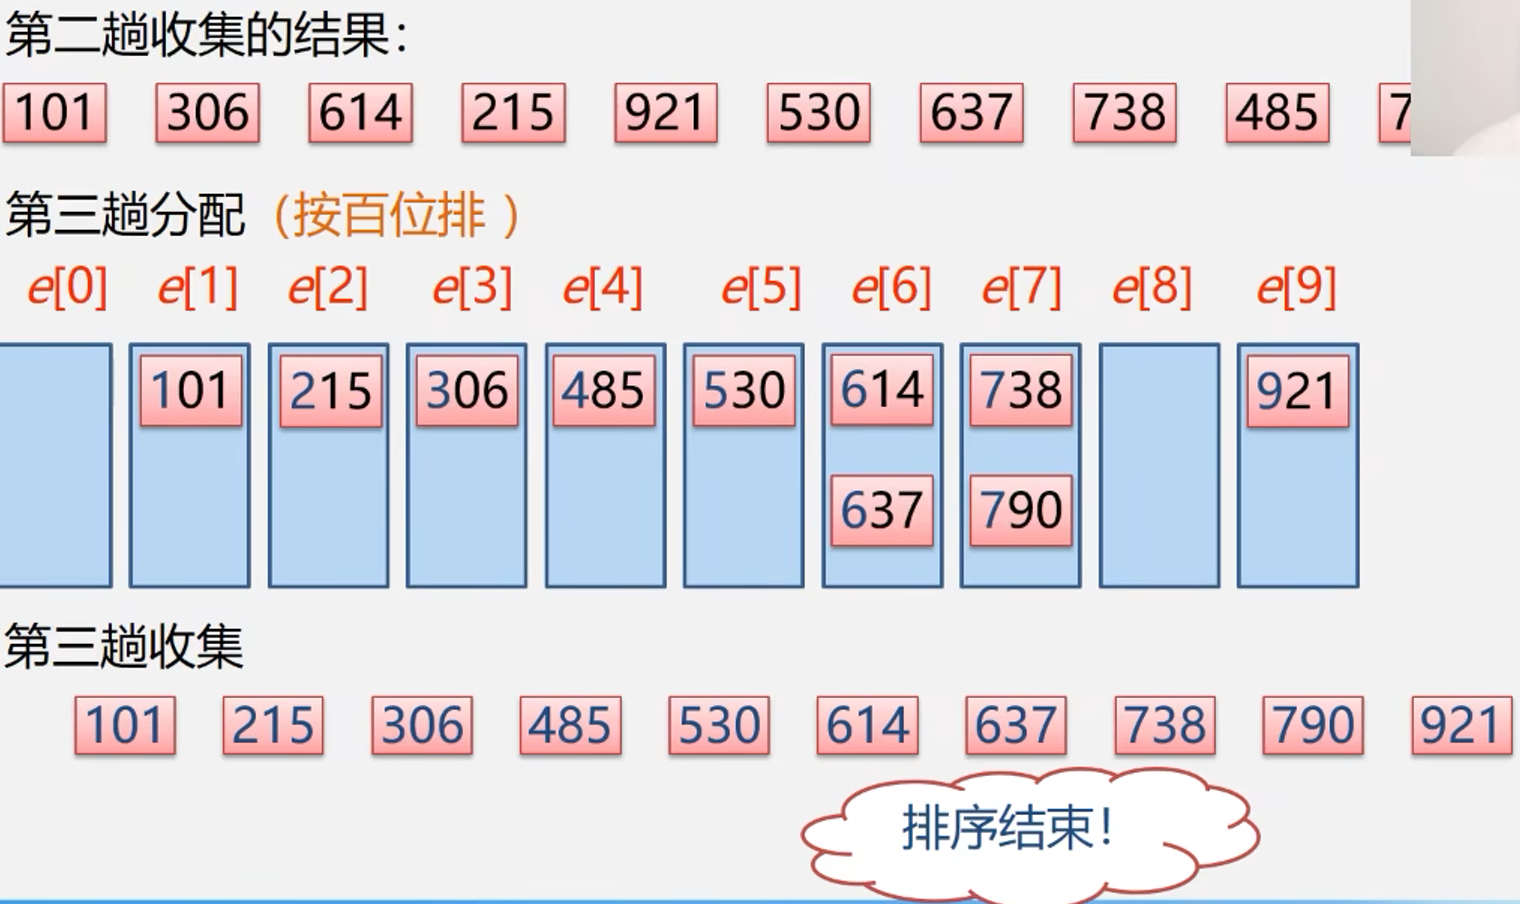 第二趟收集的结果：
101 306 614 215 921 530 637 738 485
第三趟分配（按百位排 ）
e[0] e[1] e[2] e[3] e[4] e[5] e[6] e[7] e[8] e[9]
101 215 306 485 530 614 738 921
637 790
第三趟收集
101 215 306 485 530 614 637 738 790 921
排序结束！